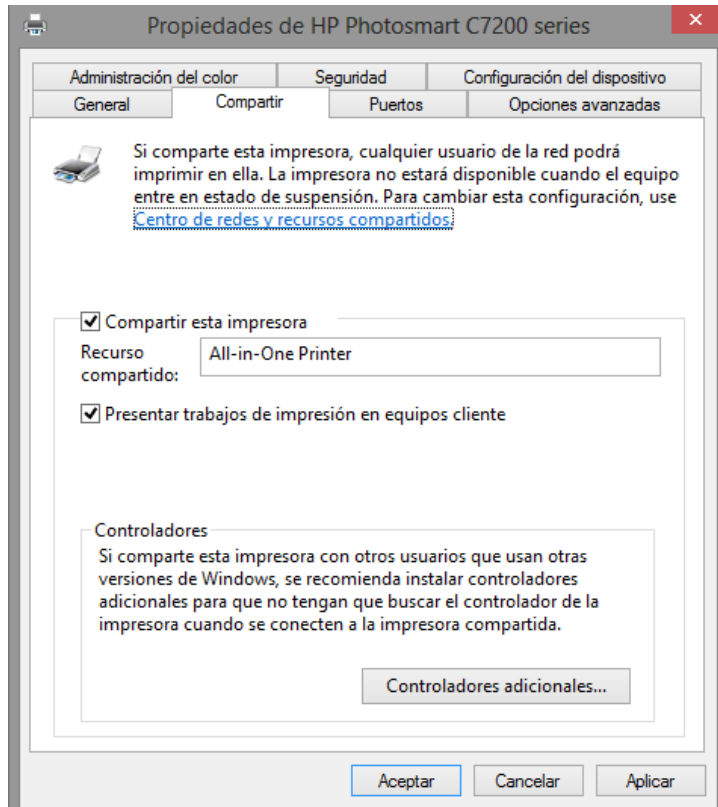 Propiedades de HP Photosmart C7200 series
Administración del color
Seguridad
Configuración del dispositivo
General
Compartir
Puertos
Opciones avanzadas
Si comparte esta impresora, cualquier usuario de la red podrá
imprimir en ella. La impresora no estará disponible cuando el equipo
entre en estado de suspensión. Para cambiar esta configuración, use
Centro de redes y recursos compartidos.
Compartir esta impresora
Recurso
compartido:
All-in-One Printer
Presentar trabajos de impresión en equipos cliente
Controladores
Si comparte esta impresora con otros usuarios que usan otras
versiones de Windows, se recomienda instalar controladores
adicionales para que no tengan que buscar el controlador de la
impresora cuando se conecten a la impresora compartida.
Controladores adicionales...
Aceptar
Cancelar
Aplicar